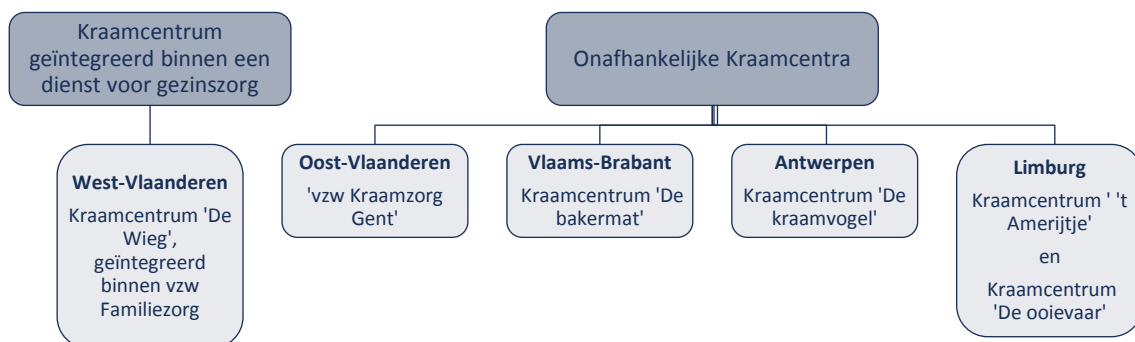 Kraamcentrum
geïntegreerd binnen een
dienst voor gezinszorg
Onafhankelijke Kraamcentra
West-Vlaanderen
Kraamcentrum 'De
Wieg',
geïntegreerd
binnen vzw
Familiezorg
Oost-Vlaanderen
'vzw Kraamzorg
Gent'
Vlaams-Brabant
Kraamcentrum 'De
bakermat'
Antwerpen
Kraamcentrum 'De
kraamvogel'
Limburg
Kraamcentrum ' 't
Amerijtje'
en
Kraamcentrum
'De ooievaar'